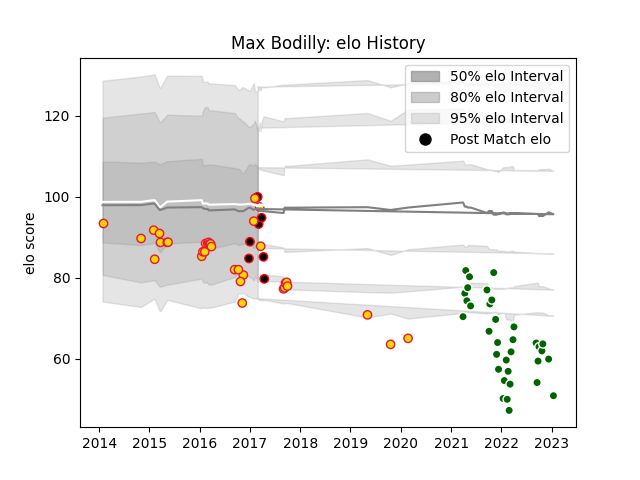 Max Bodilly: elo History
50% elo Interval
80% elo Interval
95% elo Interval
Post Match elo
elo score
120
100
80
60
2014 2015 2016 2017 2018 2019 2020 2021 2022 2023